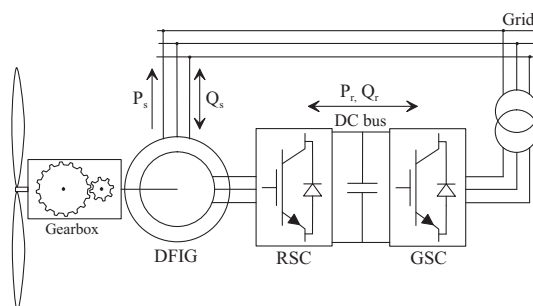 Grid
P_s
Q_s
P_r, Q_r
DC bus
Gearbox
DFIG
RSC
GSC